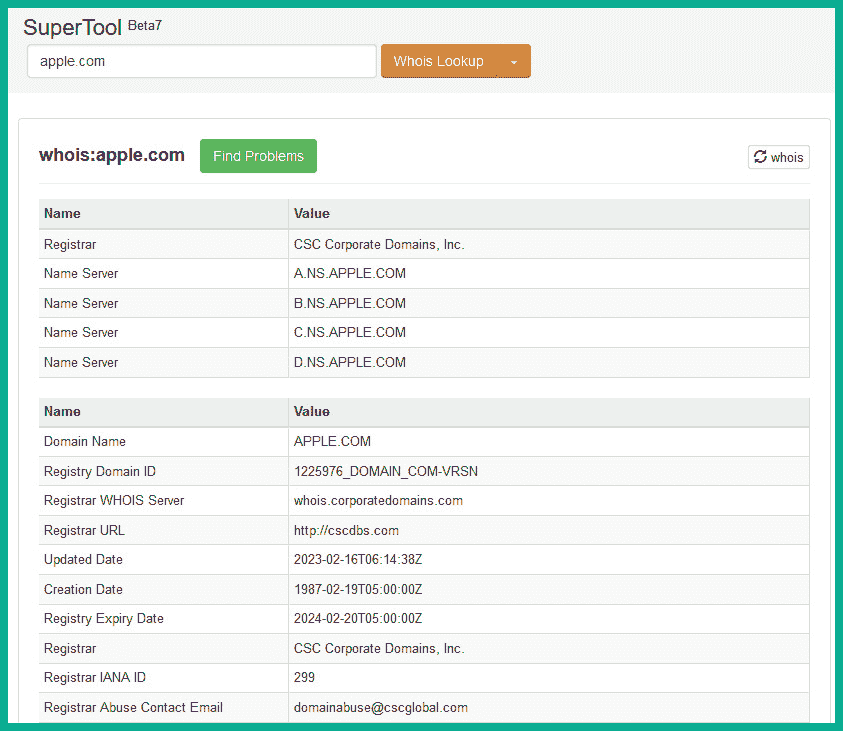 SuperTool Beta7
apple.com Whois Lookup
whois:apple.com Find Problems whois
Name Value
Registrar CSC Corporate Domains, Inc.
Name Server A.NS.APPLE.COM
Name Server B.NS.APPLE.COM
Name Server C.NS.APPLE.COM
Name Server D.NS.APPLE.COM
Name Value
Domain Name APPLE.COM
Registry Domain ID 1225976_DOMAIN_COM-VRSN
Registrar WHOIS Server whois.corporatedomains.com
Registrar URL http://cscdbs.com
Updated Date 2023-02-16T06:14:38Z
Creation Date 1987-02-19T05:00:00Z
Registry Expiry Date 2024-02-20T05:00:00Z
Registrar CSC Corporate Domains, Inc.
Registrar IANA ID 299
Registrar Abuse Contact Email domainabuse@cscglobal.com